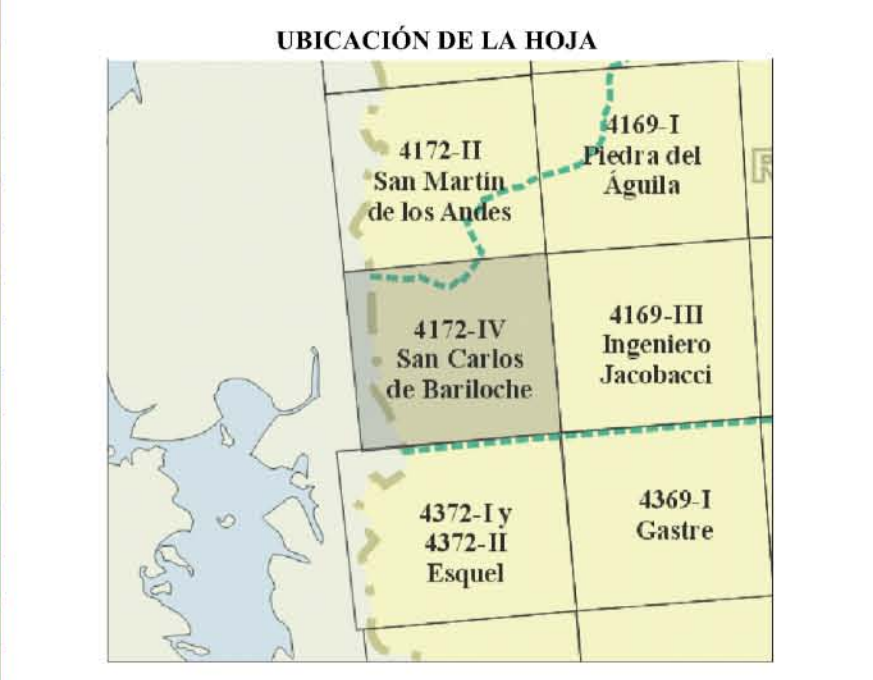 UBICACIÓN DE LA HOJA
4172-II
San Martín
de los Andes
4169-I
Piedra del
Águila
4172-IV
San Carlos
de Bariloche
4169-III
Ingeniero
Jacobacci
4372-I y
4372-II
Esquel
4369-I
Gastre